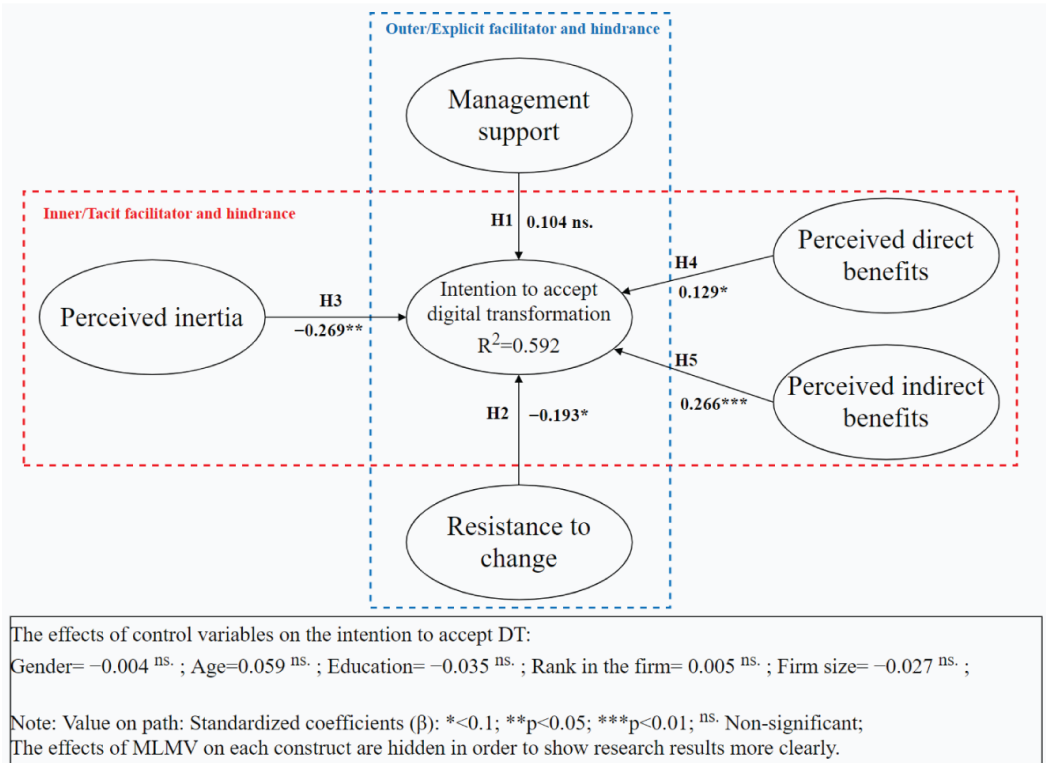 Outer/Explicit facilitator and hindrance
Management
support
Inner/Tacit facilitator and hindrance
H1 0.104 ns.
Perceived direct
benefits
H4
0.129*
Perceived inertia
H3
−0.269**
Intention to accept
digital transformation
R²=0.592
H5
0.266***
Perceived indirect
benefits
H2 −0.193*
Resistance to
change
The effects of control variables on the intention to accept DT:
Gender= −0.004 ns. ; Age=0.059 ns. ; Education= −0.035 ns. ; Rank in the firm= 0.005 ns. ; Firm size= −0.027 ns. ;
Note: Value on path: Standardized coefficients (β): *<0.1; **p<0.05; ***p<0.01; ns. Non-significant;
The effects of MLMV on each construct are hidden in order to show research results more clearly.